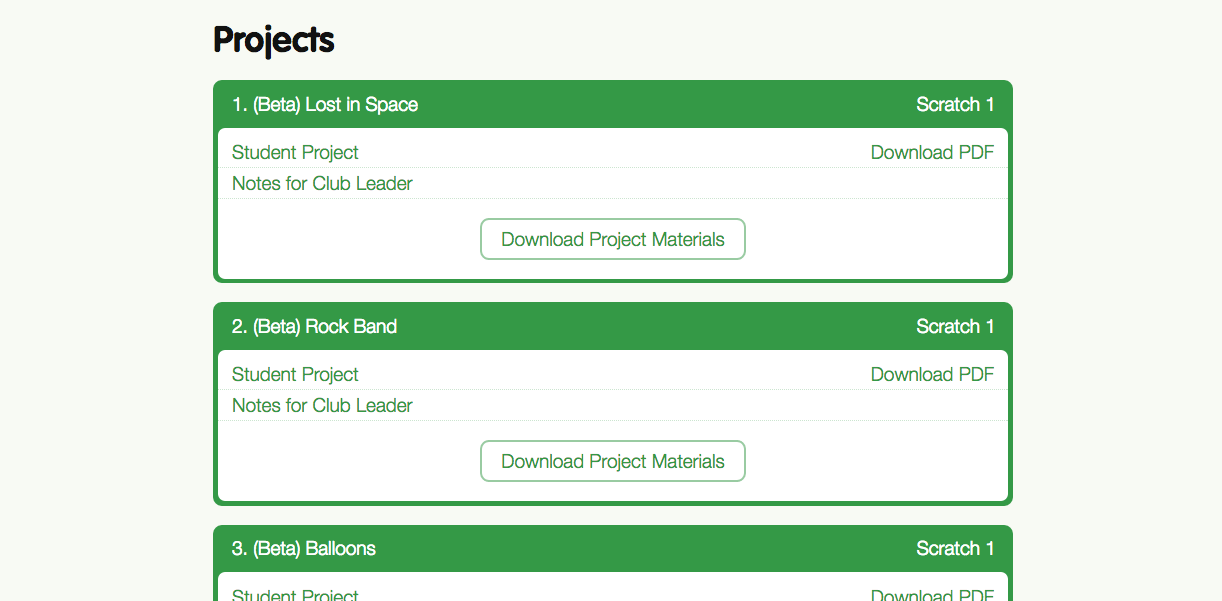 Projects
1. (Beta) Lost in Space Scratch 1
Student Project Download PDF
Notes for Club Leader
Download Project Materials
2. (Beta) Rock Band Scratch 1
Student Project Download PDF
Notes for Club Leader
Download Project Materials
3. (Beta) Balloons Scratch 1
Student Project Download PDF